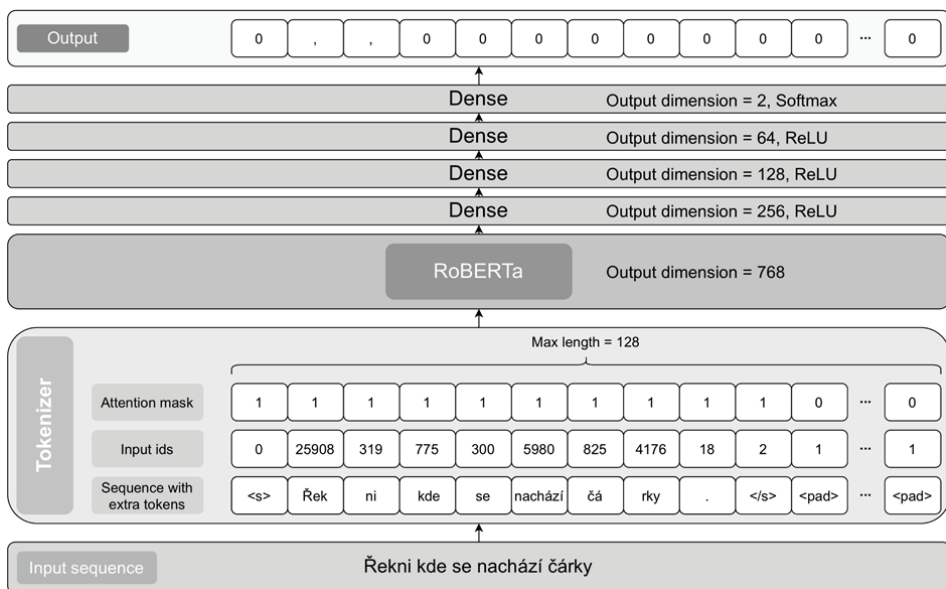 Output 0 , , 0 0 0 0 0 0 0 0 ... 0
Dense Output dimension = 2, Softmax
Dense Output dimension = 64, ReLU
Dense Output dimension = 128, ReLU
Dense Output dimension = 256, ReLU
RoBERTa Output dimension = 768
Tokenizer
Max length = 128
Attention mask 1 1 1 1 1 1 1 1 1 1 0 ... 0
Input ids 0 25908 319 775 300 5980 825 4176 18 2 1 ... 1
Sequence with
extra tokens <s> Řek ni kde se nachází čá rky . </s> <pad> ... <pad>
Input sequence Řekni kde se nachází čárky